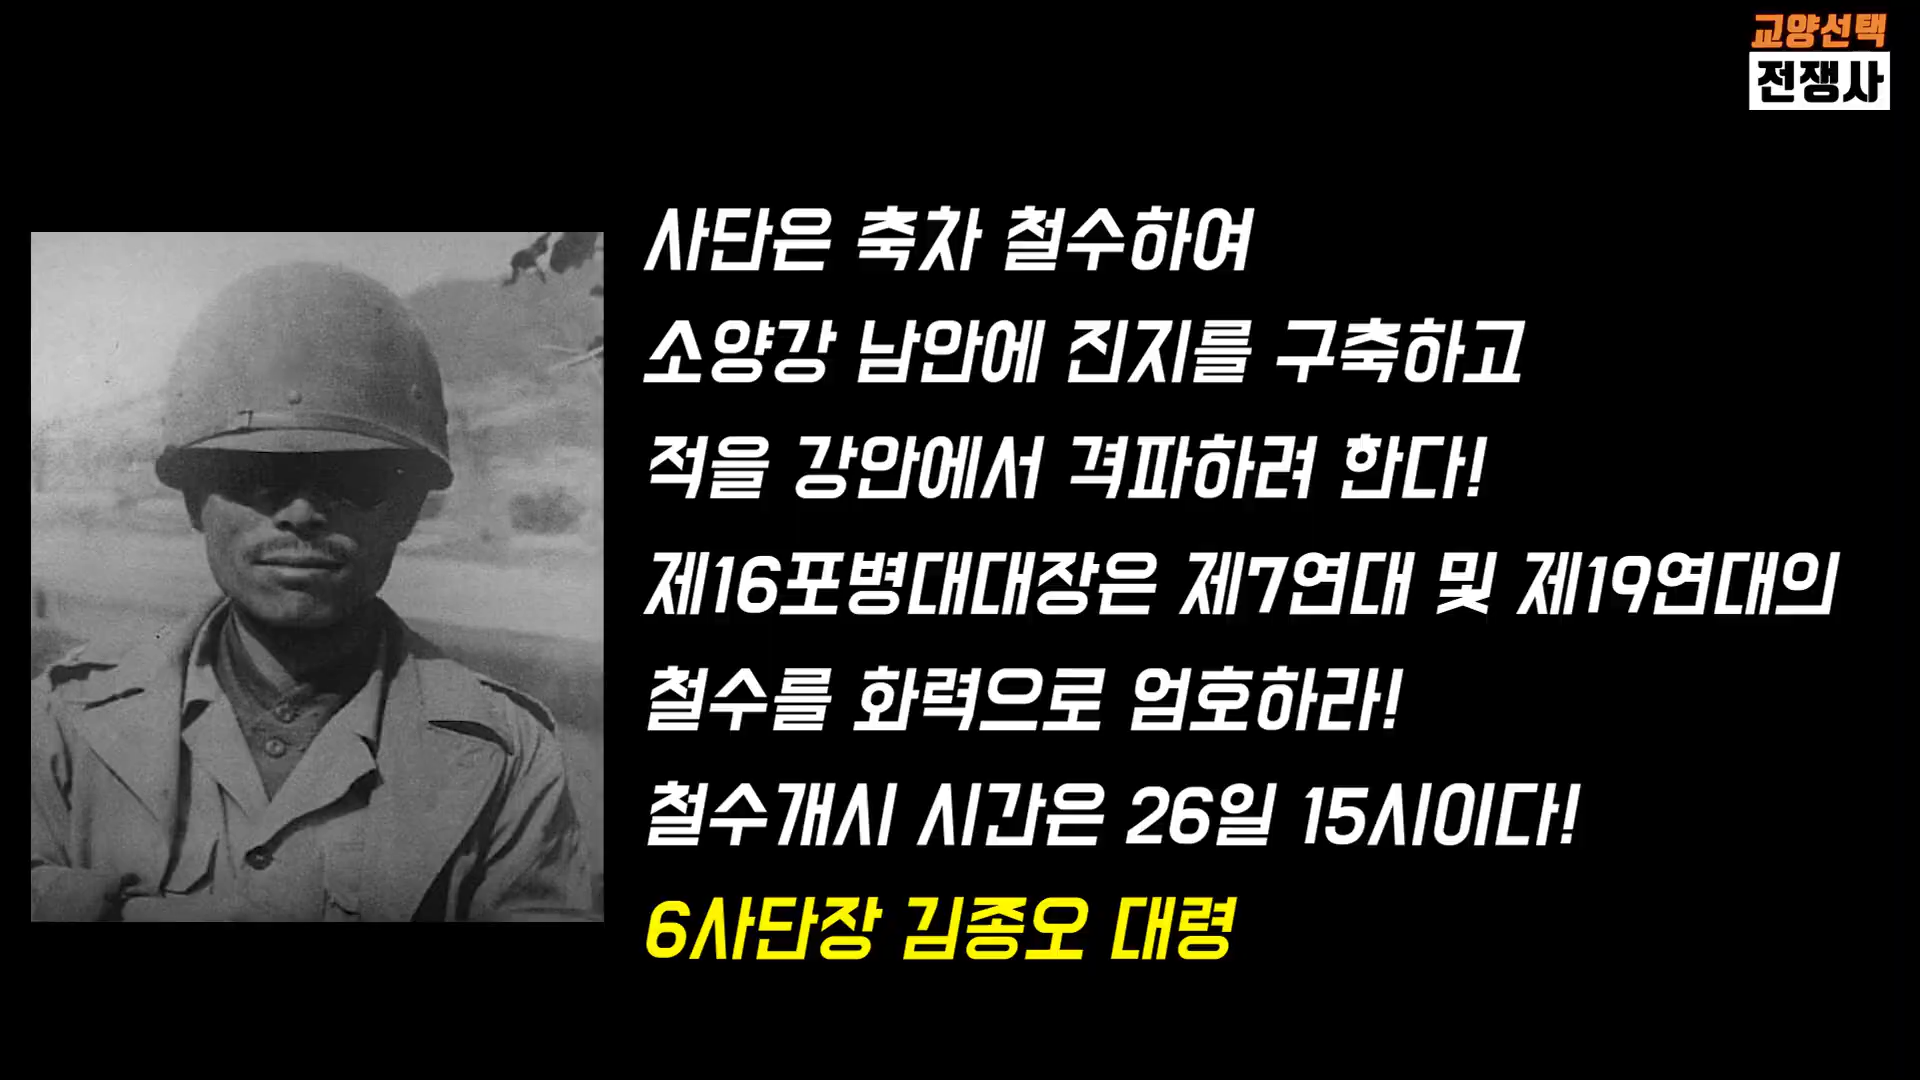 교양선택
전쟁사
사단은 축차 철수하여
소양강 남안에 진지를 구축하고
적을 강안에서 격파하려 한다!
제16포병대대장은 제7연대 및 제19연대의
철수를 화력으로 엄호하라!
철수개시 시간은 26일 15시이다!
6사단장 김종오 대령